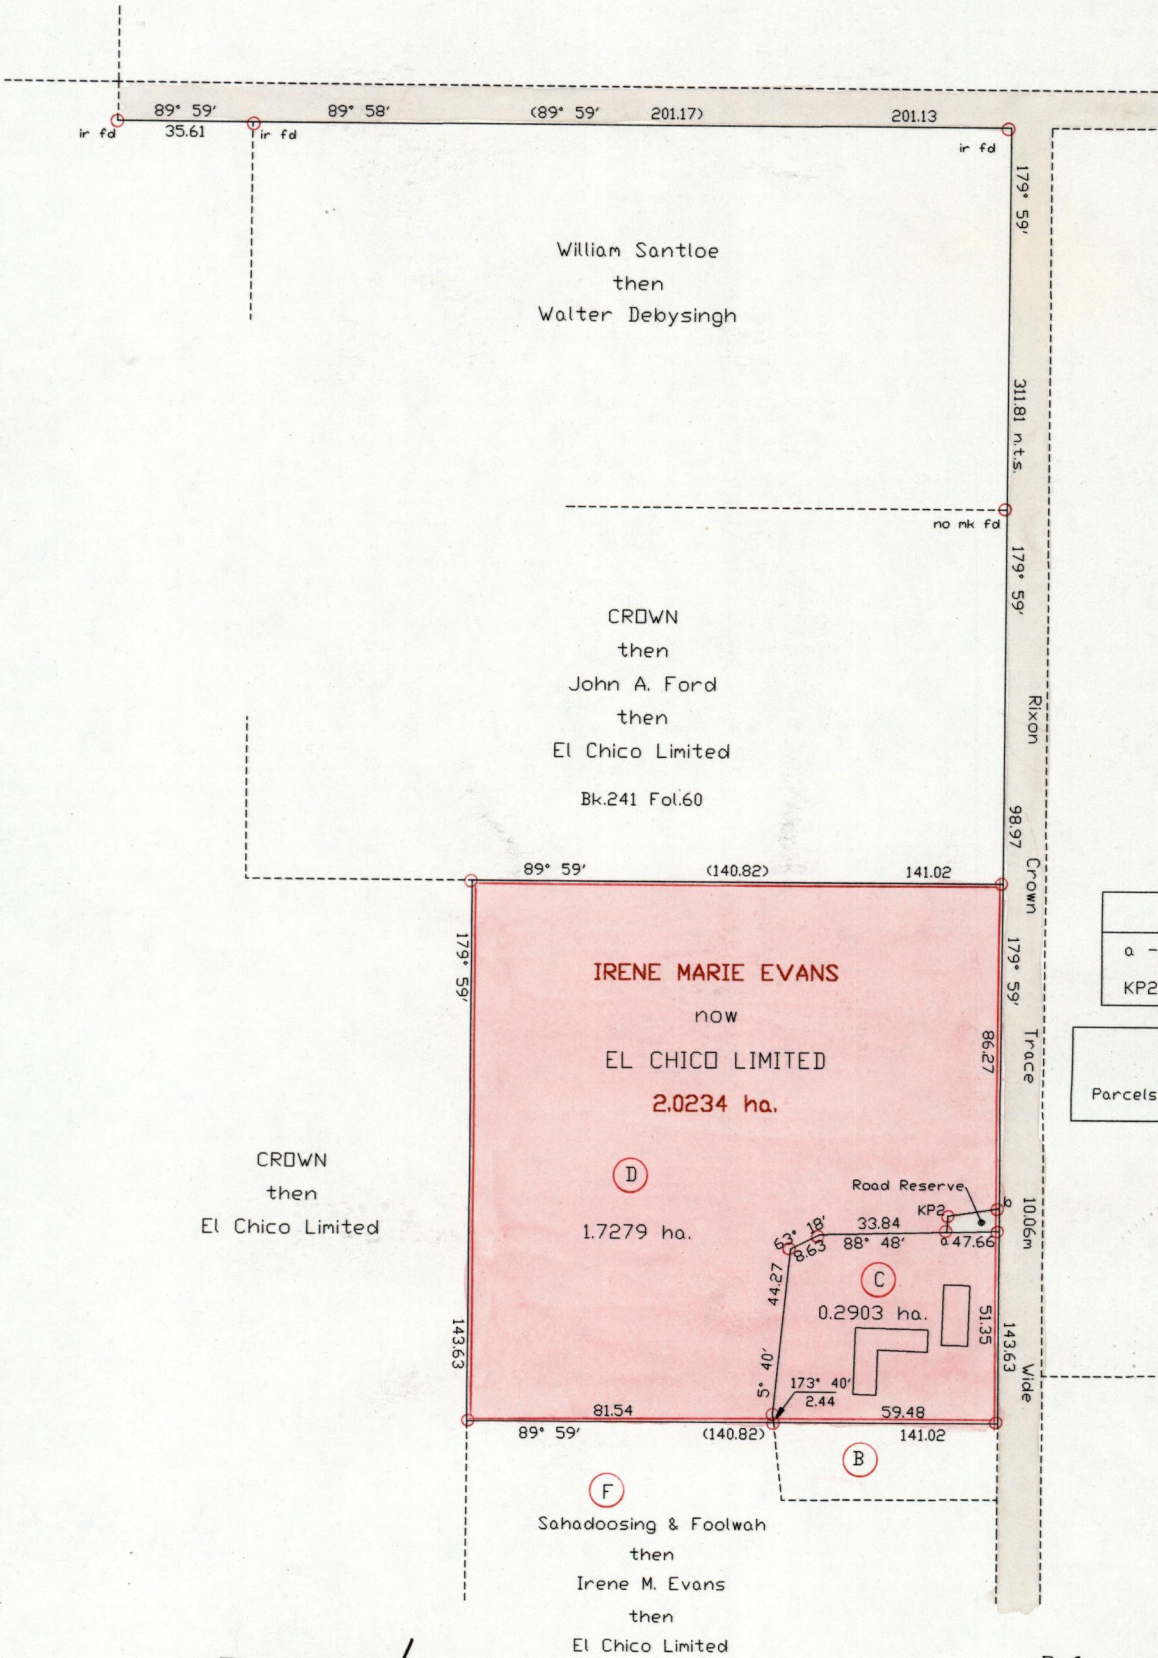 89° 59′ 89° 58′ (89° 59′ 201.17) 201.13
ir fd 35.61 ir fd
ir fd
179° 59′
William Santloe
then
Walter Debysingh
311.81 n.t.s.
no mk fd
179° 59′
CROWN
then
John A. Ford
then
El Chico Limited
Bk.241 Fol.60
98.97
Rixon Crown Trace 10.06m Wide
89° 59′ (140.82) 141.02
179° 59′
179° 59′
IRENE MARIE EVANS
now
EL CHICO LIMITED
2.0234 ha.
86.27
a -
KP2
Parcels
CROWN
then
El Chico Limited
D
1.7279 ha.
Road Reserve
b
KP2
63° 18′
8.63
33.84
88° 48′
a 47.66
44.27
5° 40′
C
0.2903 ha.
51.35
143.63
143.63
173° 40′
2.44
81.54 59.48
89° 59′ (140.82) 141.02
B
F
Sahadoosing & Foolwah
then
Irene M. Evans
then
El Chico Limited